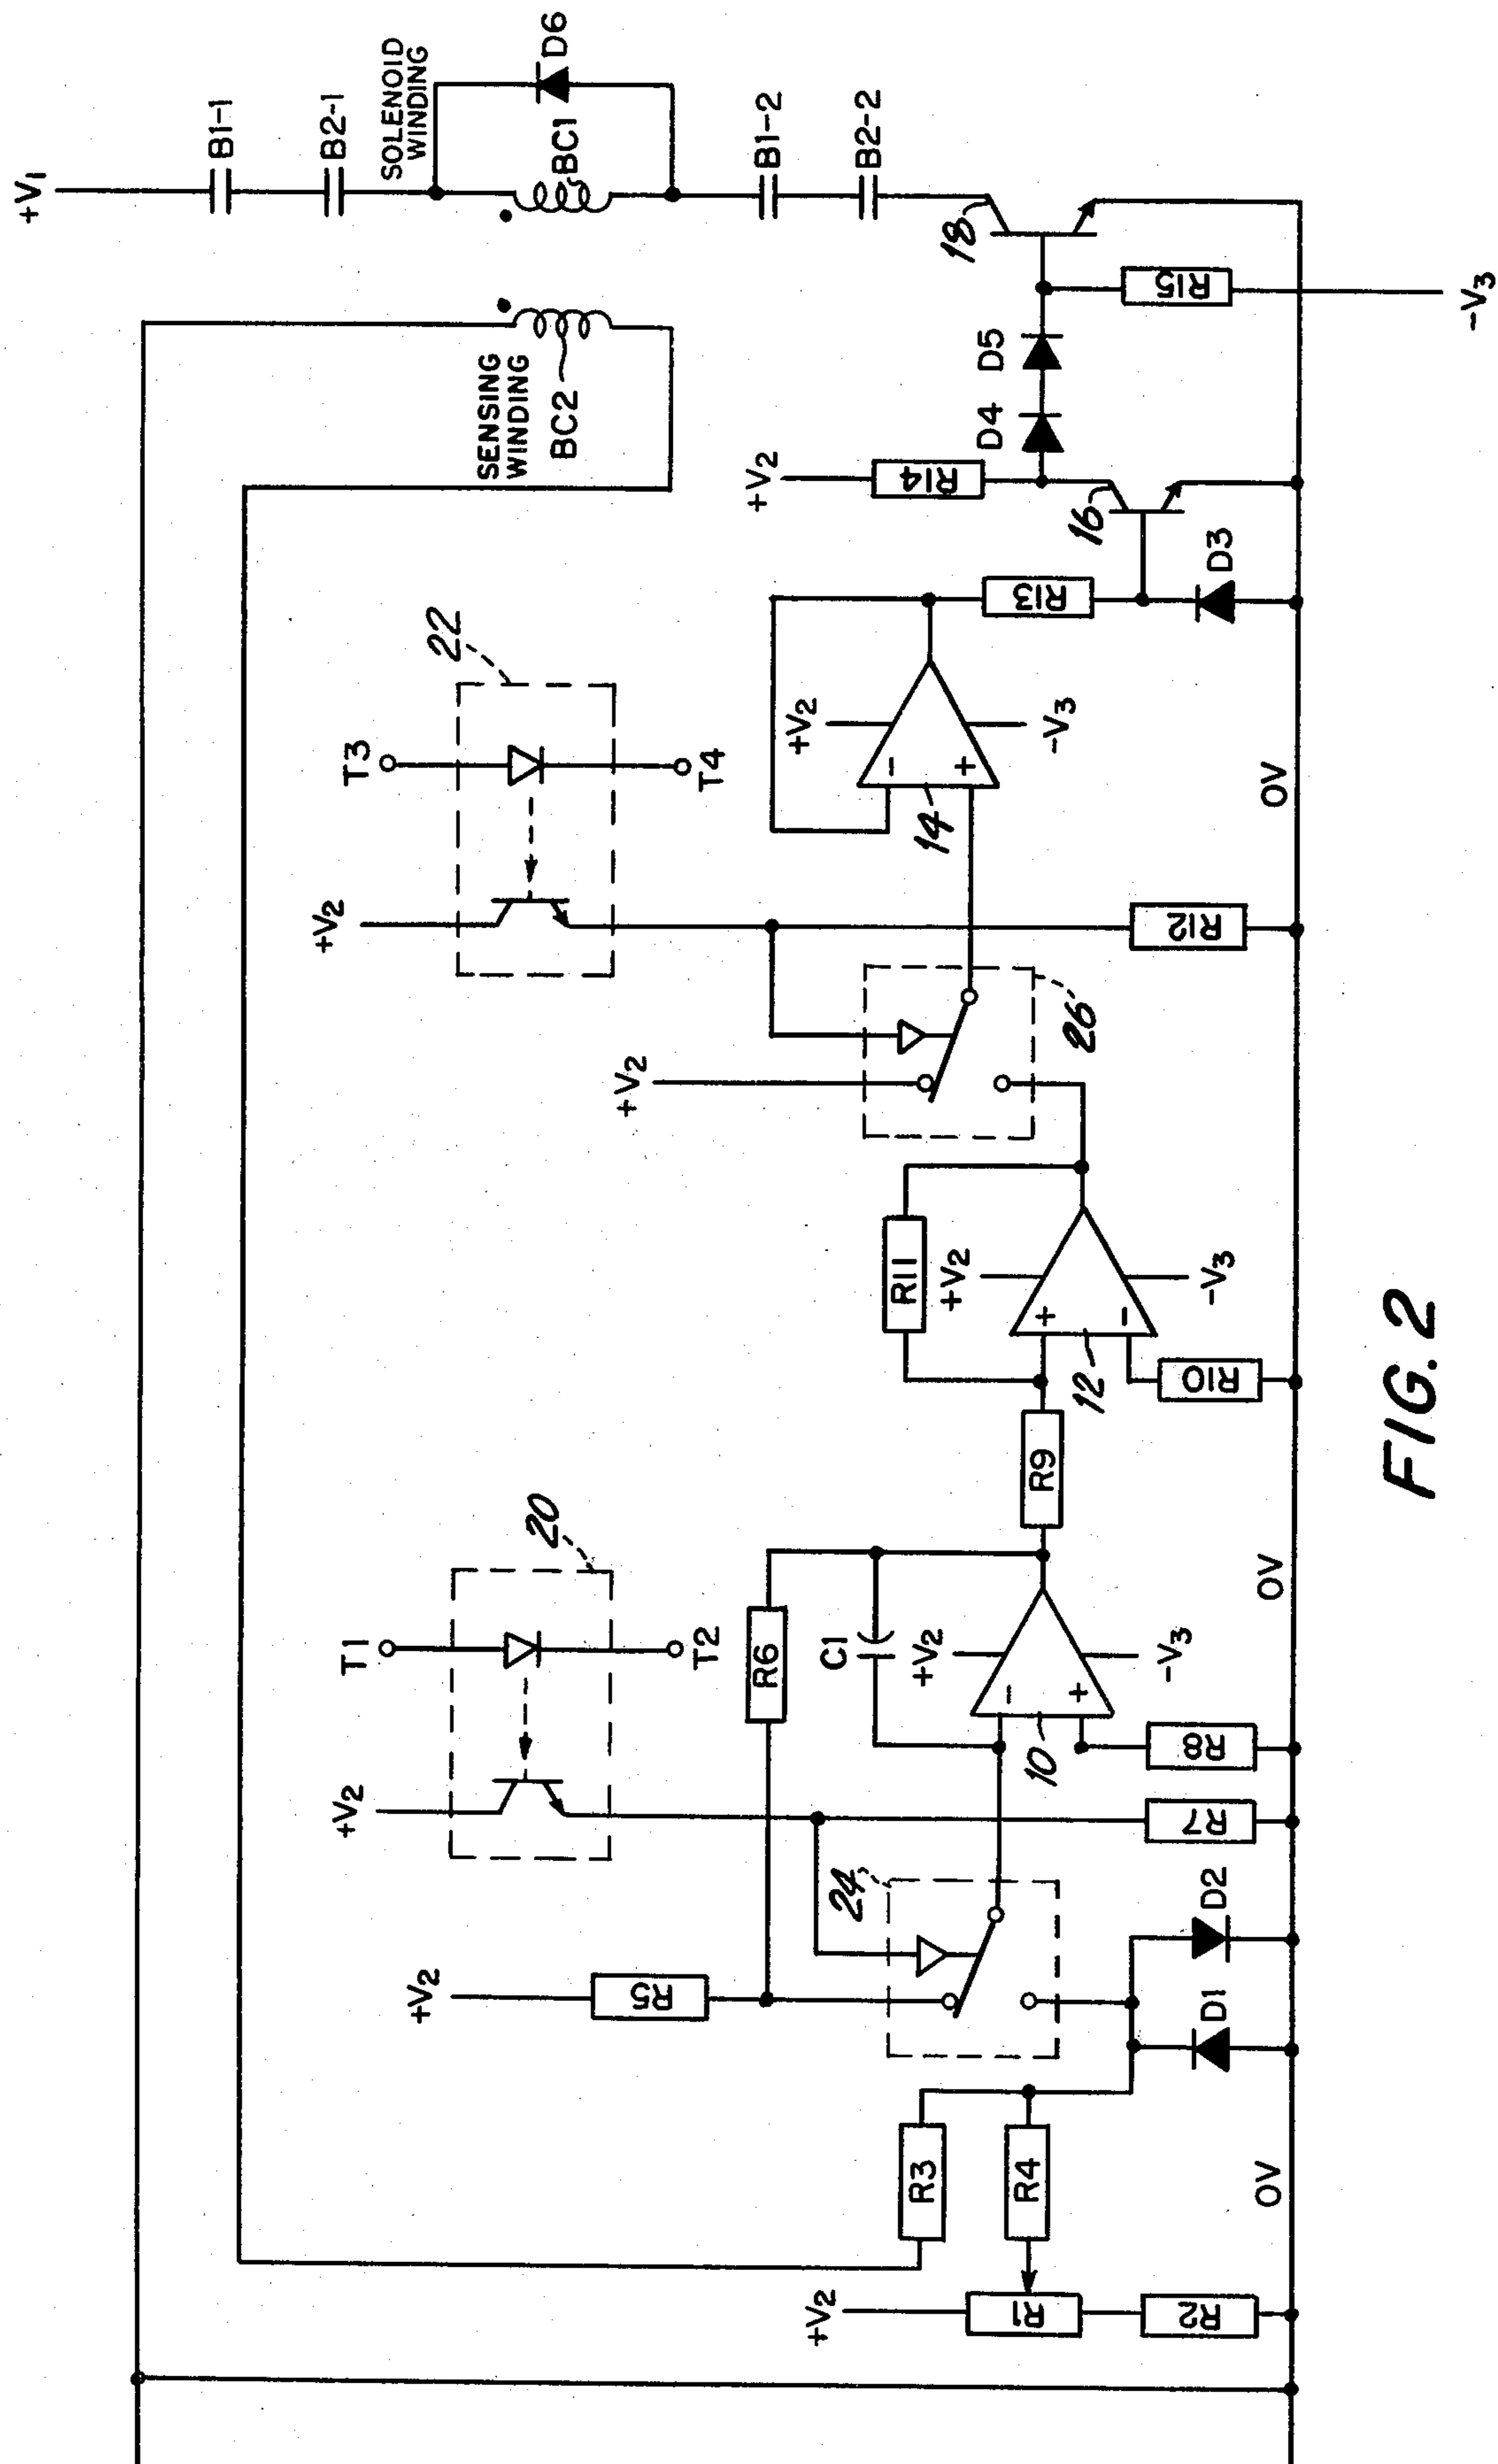 +V1
B1-1
B2-1
SOLENOID
WINDING
D6
BC1
B1-2
B2-2
18
SENSING
WINDING
BC2
R15
-V3
D5
D4
+V2
R14
16
D3
R13
22
T3
T4
+V2
+V2
-
+
-V3
14
0V
R12
26
+V2
R11
+V2
+
-
-V3
12
R10
R9
20
T1
T2
+V2
R6
C1
+V2
-
+
-V3
10
R8
R7
0V
24
+V2
R5
D2
D1
R3
R4
0V
+V2
R1
R2
FIG. 2